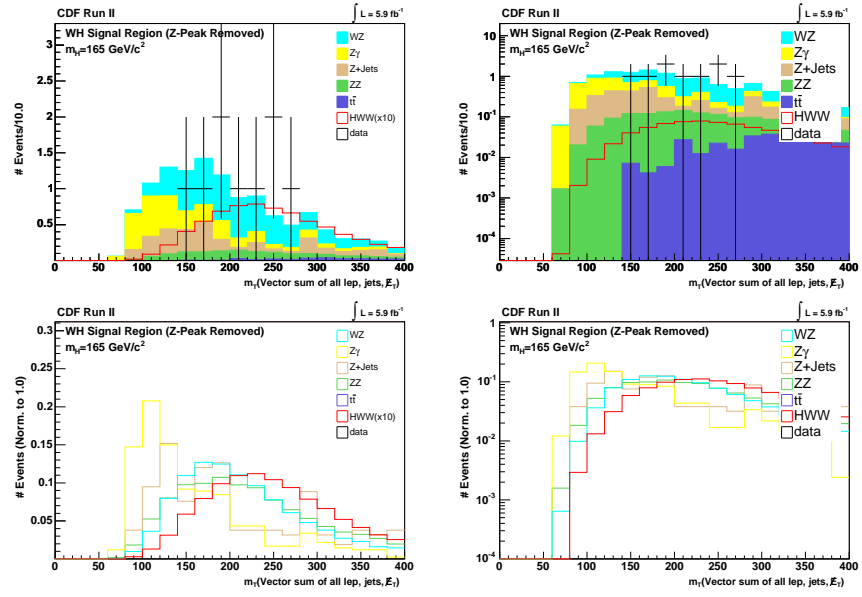 CDF Run II
∫ L = 5.9 fb⁻¹
WH Signal Region (Z-Peak Removed)
m_H=165 GeV/c²
WZ
Zγ
Z+Jets
ZZ
tt̄
HWW(x10)
data
# Events/10.0
3
2.5
2
1.5
1
0.5
0 50 100 150 200 250 300 350 400
m_T(Vector sum of all lep, jets, E̸_T)
CDF Run II
∫ L = 5.9 fb⁻¹
WH Signal Region (Z-Peak Removed)
m_H=165 GeV/c²
WZ
Zγ
Z+Jets
ZZ
tt̄
HWW
data
# Events/10.0
10
1
10⁻¹
10⁻²
10⁻³
10⁻⁴
0 50 100 150 200 250 300 350 400
m_T(Vector sum of all lep, jets, E̸_T)
CDF Run II
∫ L = 5.9 fb⁻¹
WH Signal Region (Z-Peak Removed)
m_H=165 GeV/c²
WZ
Zγ
Z+Jets
ZZ
tt̄
HWW(x10)
data
# Events (Norm. to 1.0)
0.3
0.25
0.2
0.15
0.1
0.05
0 50 100 150 200 250 300 350 400
m_T(Vector sum of all lep, jets, E̸_T)
CDF Run II
∫ L = 5.9 fb⁻¹
WH Signal Region (Z-Peak Removed)
m_H=165 GeV/c²
WZ
Zγ
Z+Jets
ZZ
tt̄
HWW(x10)
data
# Events (Norm. to 1.0)
1
10⁻¹
10⁻²
10⁻³
10⁻⁴
0 50 100 150 200 250 300 350 400
m_T(Vector sum of all lep, jets, E̸_T)